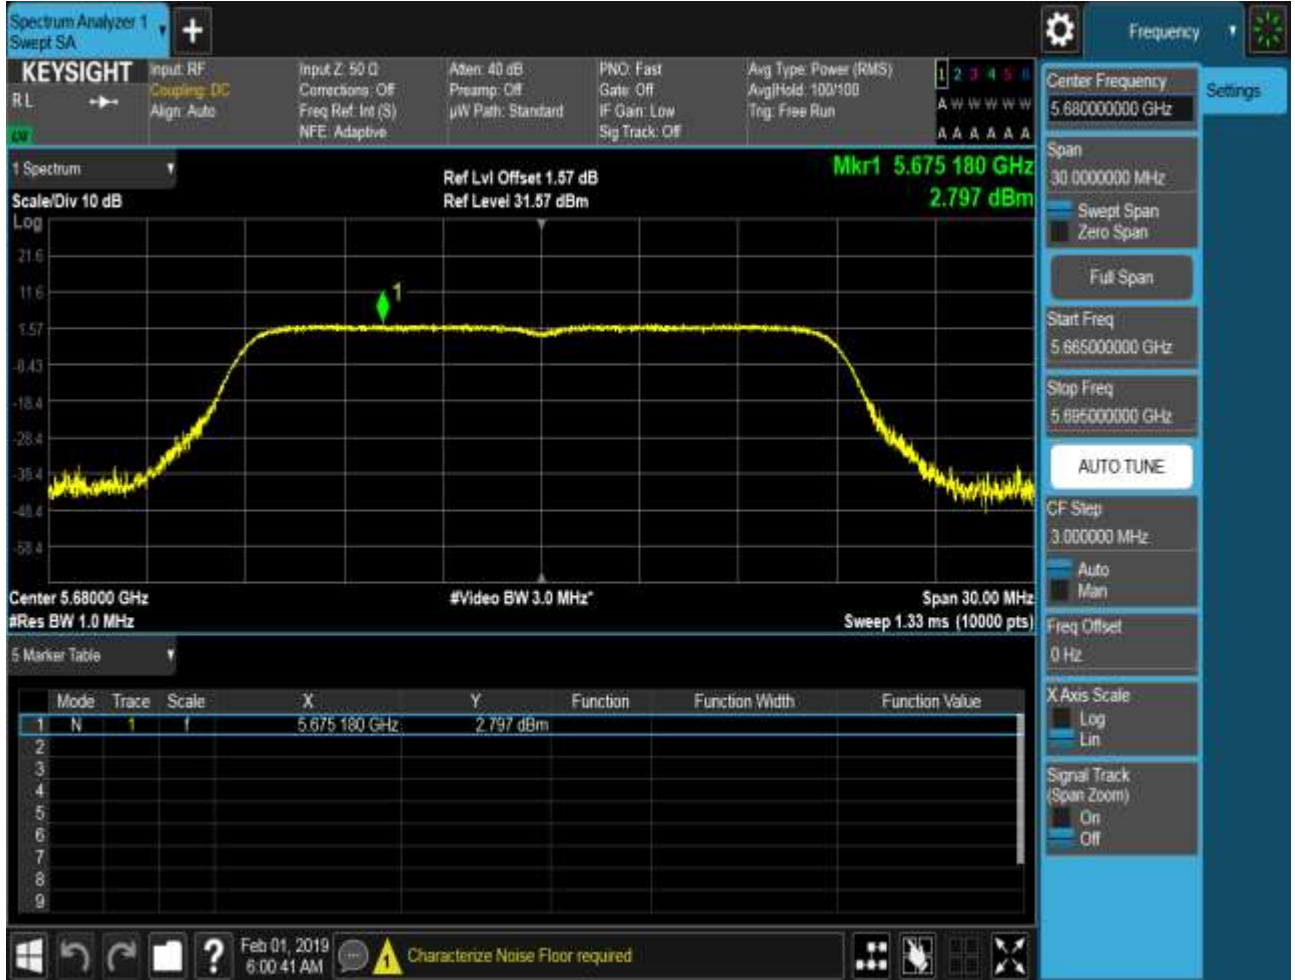 Spectrum Analyzer 1
Swept SA
Frequency
KEYSIGHT
R L
Input: RF
Coupling: DC
Align: Auto
Input Z: 50 Ω
Corrections: Off
Freq Ref: Int (S)
NFE: Adaptive
Atten: 40 dB
Preamp: Off
µW Path: Standard
PNO: Fast
Gate: Off
IF Gain: Low
Sig Track: Off
Avg Type: Power (RMS)
Avg|Hold: 100/100
Trig: Free Run
1 2 3 4 5 6
A W W W W W
A A A A A A
1 Spectrum
Scale/Div 10 dB
Ref Lvl Offset 1.57 dB
Ref Level 31.57 dBm
Mkr1 5.675 180 GHz
2.797 dBm
Log
21.6
11.6
1.57
-8.43
-18.4
-28.4
-38.4
-48.4
-58.4
1
Center 5.68000 GHz
#Res BW 1.0 MHz
#Video BW 3.0 MHz*
Span 30.00 MHz
Sweep 1.33 ms (10000 pts)
5 Marker Table
Mode Trace Scale X Y Function Function Width Function Value
1 N 1 f 5.675 180 GHz 2.797 dBm
2
3
4
5
6
7
8
9
Feb 01, 2019
6:00:41 AM
1
Characterize Noise Floor required
Center Frequency
5.680000000 GHz
Settings
Span
30.0000000 MHz
Swept Span
Zero Span
Full Span
Start Freq
5.665000000 GHz
Stop Freq
5.695000000 GHz
AUTO TUNE
CF Step
3.000000 MHz
Auto
Man
Freq Offset
0 Hz
X Axis Scale
Log
Lin
Signal Track
(Span Zoom)
On
Off